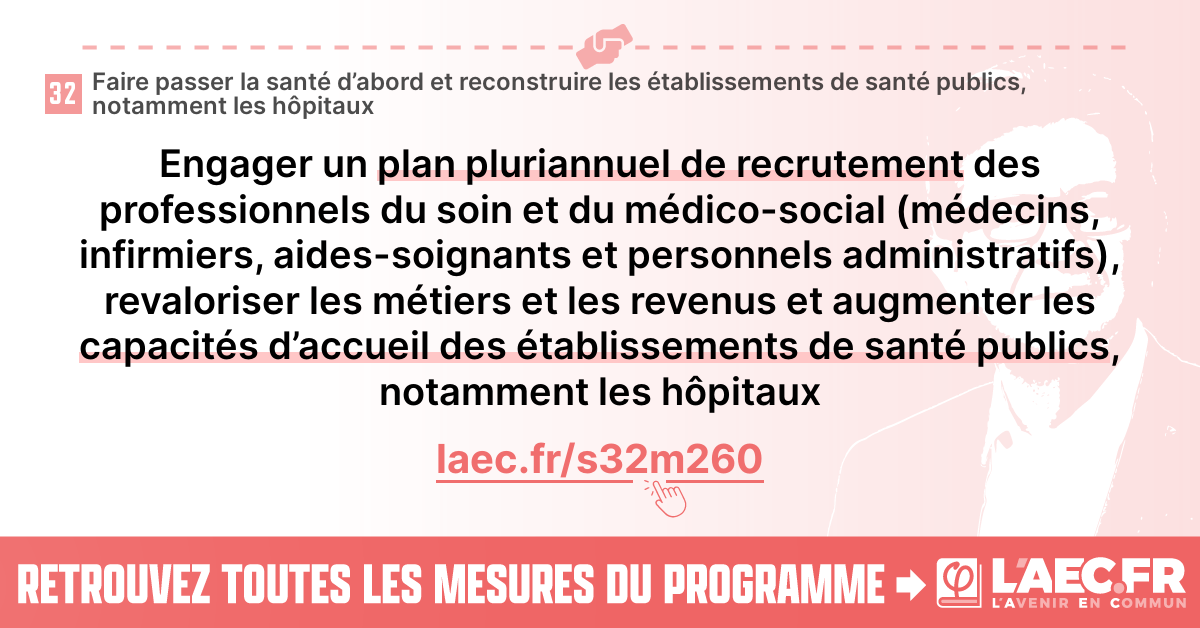 32
Faire passer la santé d’abord et reconstruire les établissements de santé publics,
notamment les hôpitaux
Engager un plan pluriannuel de recrutement des
professionnels du soin et du médico-social (médecins,
infirmiers, aides-soignants et personnels administratifs),
revaloriser les métiers et les revenus et augmenter les
capacités d’accueil des établissements de santé publics,
notamment les hôpitaux
laec.fr/s32m260
RETROUVEZ TOUTES LES MESURES DU PROGRAMME
L'AEC.FR
L'AVENIR EN COMMUN